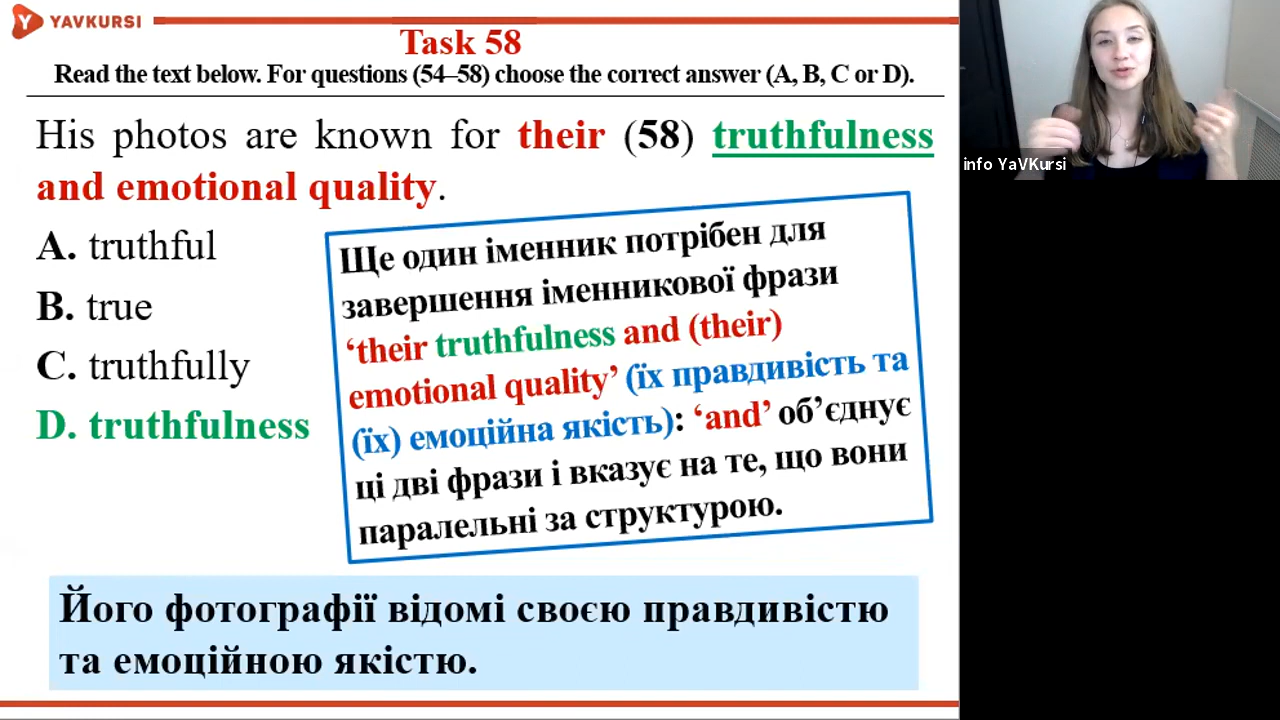 YAVKURSI
Task 58
Read the text below. For questions (54–58) choose the correct answer (A, B, C or D).
His photos are known for their (58) truthfulness
and emotional quality.
A. truthful
B. true
C. truthfully
D. truthfulness
Ще один іменник потрібен для
завершення іменникової фрази
‘their truthfulness and (their)
emotional quality’ (їх правдивість та
(їх) емоційна якість): ‘and’ об’єднує
ці дві фрази і вказує на те, що вони
паралельні за структурою.
Його фотографії відомі своєю правдивістю
та емоційною якістю.
info YaVKursi